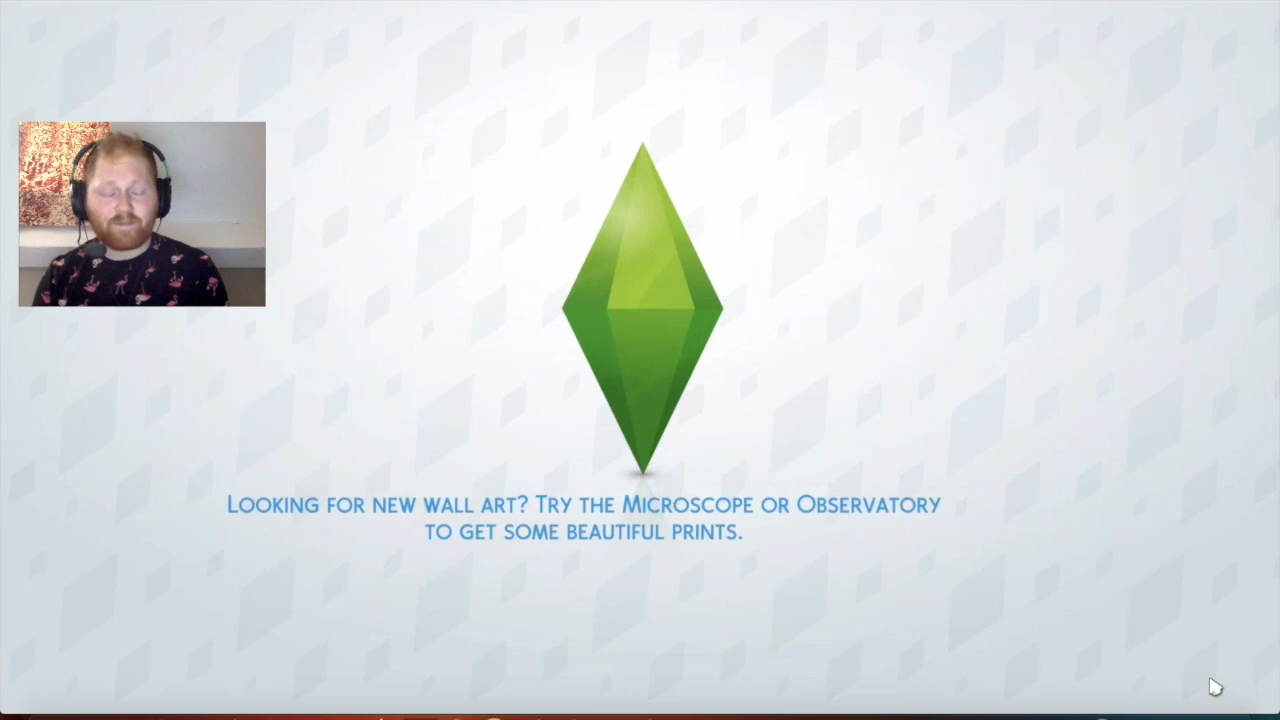 Looking for new wall art? Try the Microscope or Observatory
to get some beautiful prints.